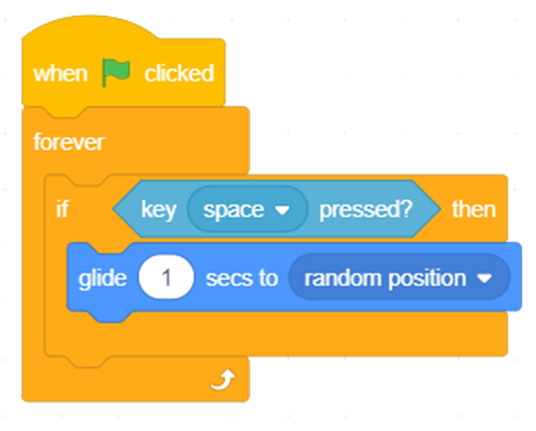 when clicked
forever
if key space pressed? then
glide 1 secs to random position